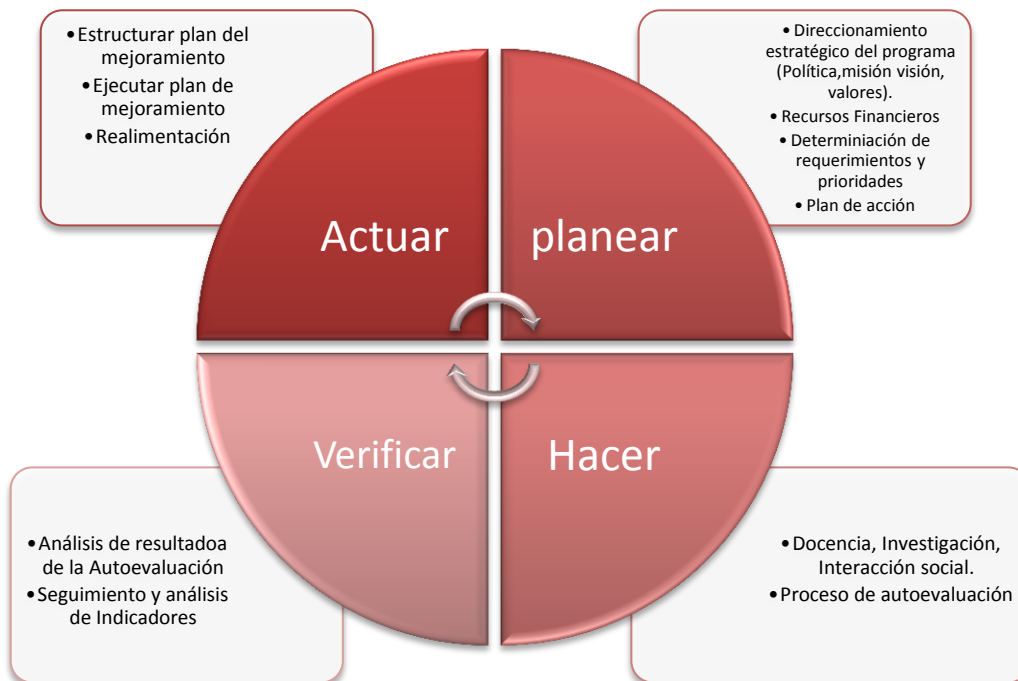 • Estructurar plan del
mejoramiento
• Ejecutar plan de
mejoramiento
• Realimentación
• Direccionamiento
estratégico del programa
(Política,misión visión,
valores).
• Recursos Financieros
• Determiniación de
requerimientos y
prioridades
• Plan de acción
Actuar
planear
Verificar
Hacer
• Análisis de resultadoa
de la Autoevaluación
• Seguimiento y análisis
de Indicadores
• Docencia, Investigación,
Interacción social.
• Proceso de autoevaluación